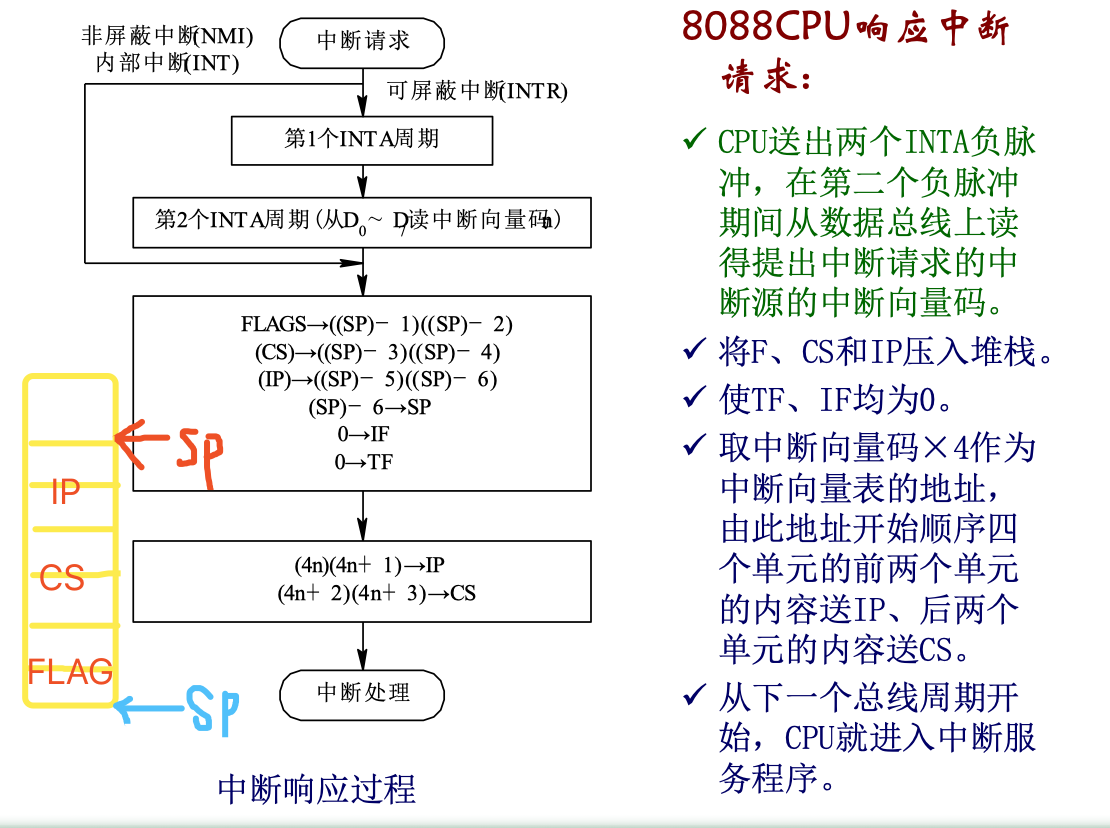 非屏蔽中断(NMI)
内部中断(INT)
中断请求
可屏蔽中断(INTR)
第1个INTA周期
第2个INTA周期(从D0~D7读中断向量码n)
FLAGS→((SP)－1)((SP)－2)
(CS)→((SP)－3)((SP)－4)
(IP)→((SP)－5)((SP)－6)
(SP)－6→SP
0→IF
0→TF
(4n)(4n＋1)→IP
(4n＋2)(4n＋3)→CS
中断处理
中断响应过程
SP
IP
CS
FLAG
SP
8088CPU响应中断
请求：
✓ CPU送出两个INTA负脉
冲，在第二个负脉冲
期间从数据总线上读
得提出中断请求的中
断源的中断向量码。
✓ 将F、CS和IP压入堆栈。
✓ 使TF、IF均为0。
✓ 取中断向量码×4作为
中断向量表的地址，
由此地址开始顺序四
个单元的前两个单元
的内容送IP、后两个
单元的内容送CS。
✓ 从下一个总线周期开
始，CPU就进入中断服
务程序。